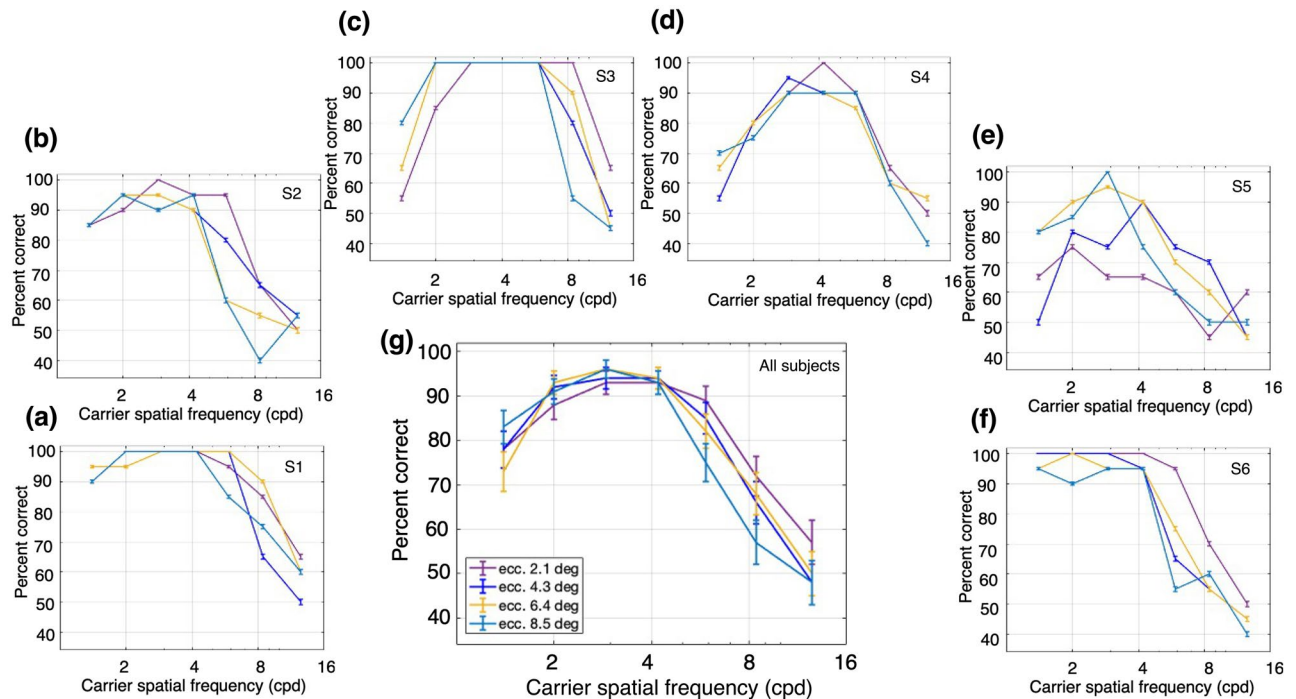 (c)
100
90
80
70
60
50
40
Percent correct
S3
2
4
8
16
Carrier spatial frequency (cpd)
(d)
100
90
80
70
60
50
40
Percent correct
S4
2
4
8
16
Carrier spatial frequency (cpd)
(b)
100
90
80
70
60
50
40
Percent correct
S2
2
4
8
16
Carrier spatial frequency (cpd)
(e)
100
90
80
70
60
50
40
Percent correct
S5
2
4
8
16
Carrier spatial frequency (cpd)
(a)
100
90
80
70
60
50
40
Percent correct
S1
2
4
8
16
Carrier spatial frequency (cpd)
(g)
100
90
80
70
60
50
40
Percent correct
All subjects
ecc. 2.1 deg
ecc. 4.3 deg
ecc. 6.4 deg
ecc. 8.5 deg
2
4
8
16
Carrier spatial frequency (cpd)
(f)
100
90
80
70
60
50
40
Percent correct
S6
2
4
8
16
Carrier spatial frequency (cpd)